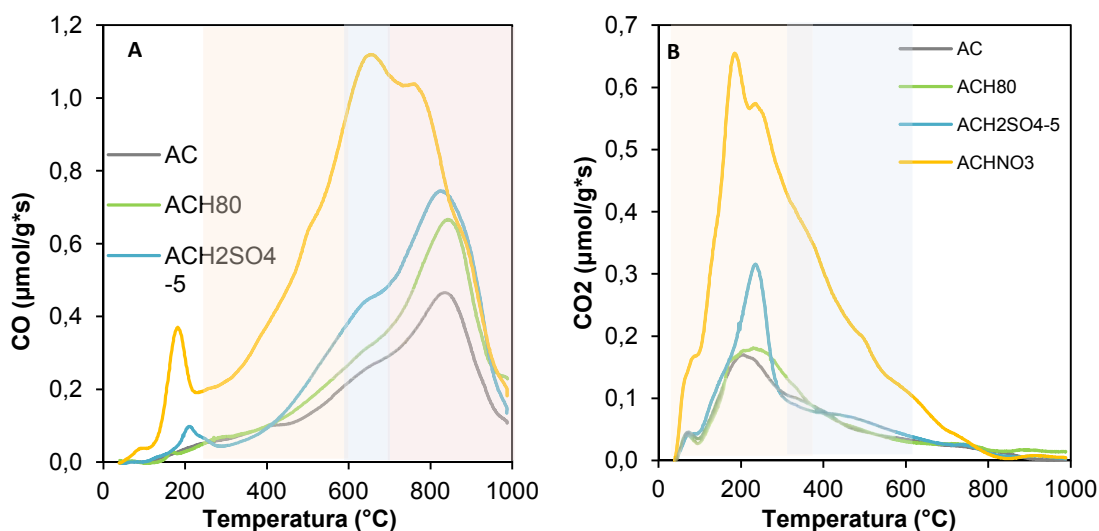 A
CO (µmol/g*s)
1,2
1,0
0,8
0,6
0,4
0,2
0,0
AC
ACH80
ACH2SO4
-5
0
200
400
600
800
1000
Temperatura (°C)
B
CO2 (µmol/g*s)
0,7
0,6
0,5
0,4
0,3
0,2
0,1
0,0
AC
ACH80
ACH2SO4-5
ACHNO3
0
200
400
600
800
1000
Temperatura (°C)